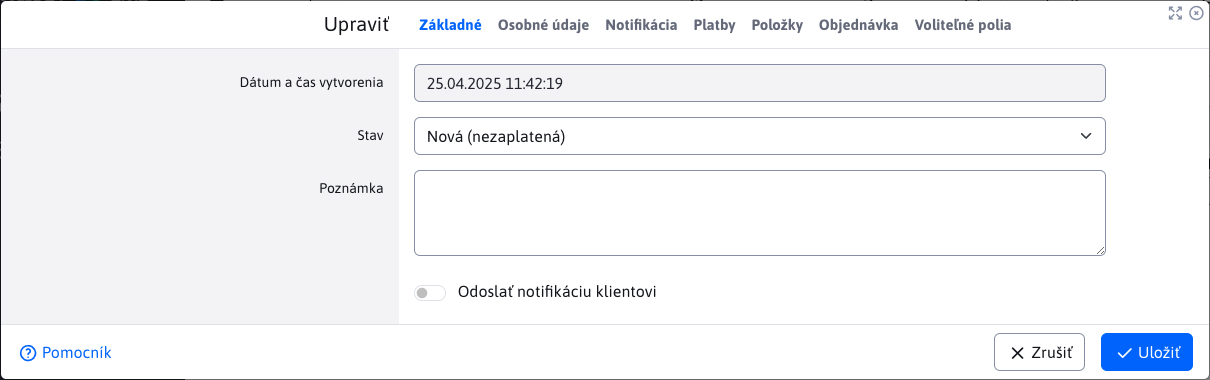 Upraviť
Základné Osobné údaje Notifikácia Platby Položky Objednávka Voliteľné polia
Dátum a čas vytvorenia
25.04.2025 11:42:19
Stav
Nová (nezaplatená)
Poznámka
Odoslať notifikáciu klientovi
Pomocník
Zrušiť
Uložiť